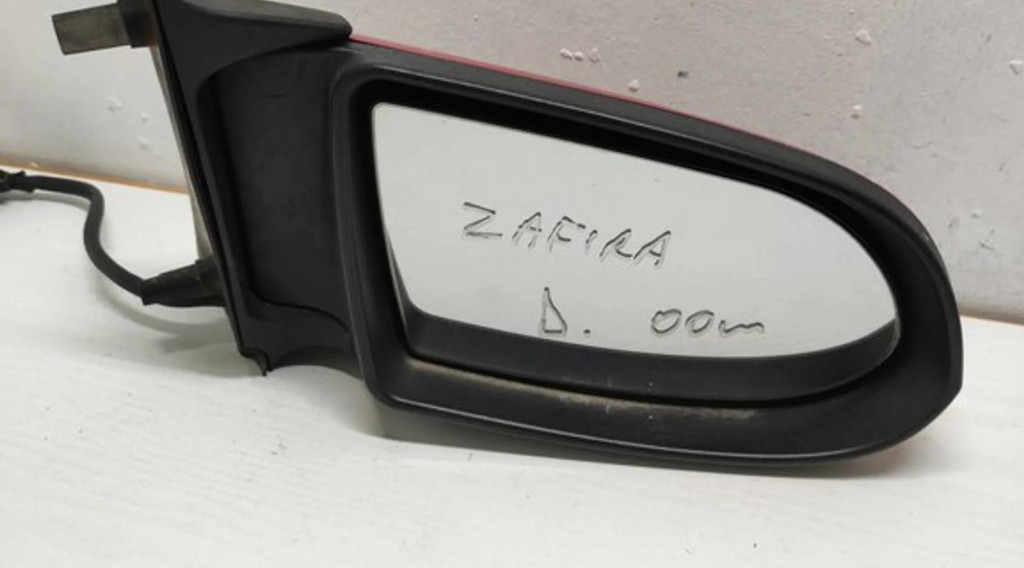 ZAFIRA
D. 00m